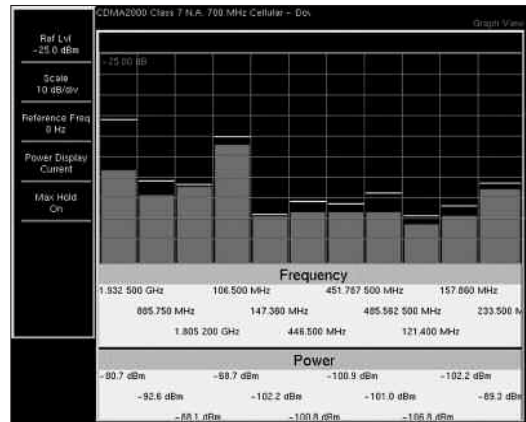 CDMA2000 Class 7 N.A. 700 MHz Cellular - Dov
Graph View
Ref Lvl
-25.0 dBm
Scale
10 dB/div
Reference Freq
0 Hz
Power Display
Current
Max Hold
On
-25.00 dB
Frequency
1.932 500 GHz 106.500 MHz 451.787 500 MHz 157.860 MHz
885.750 MHz 147.360 MHz 485.562 500 MHz 233.500 M
1.805 200 GHz 446.500 MHz 121.400 MHz
Power
-80.7 dBm -68.7 dBm -100.9 dBm -102.2 dBm
-92.6 dBm -102.2 dBm -101.0 dBm -89.3 dBm
-88.1 dBm -100.8 dBm -106.8 dBm